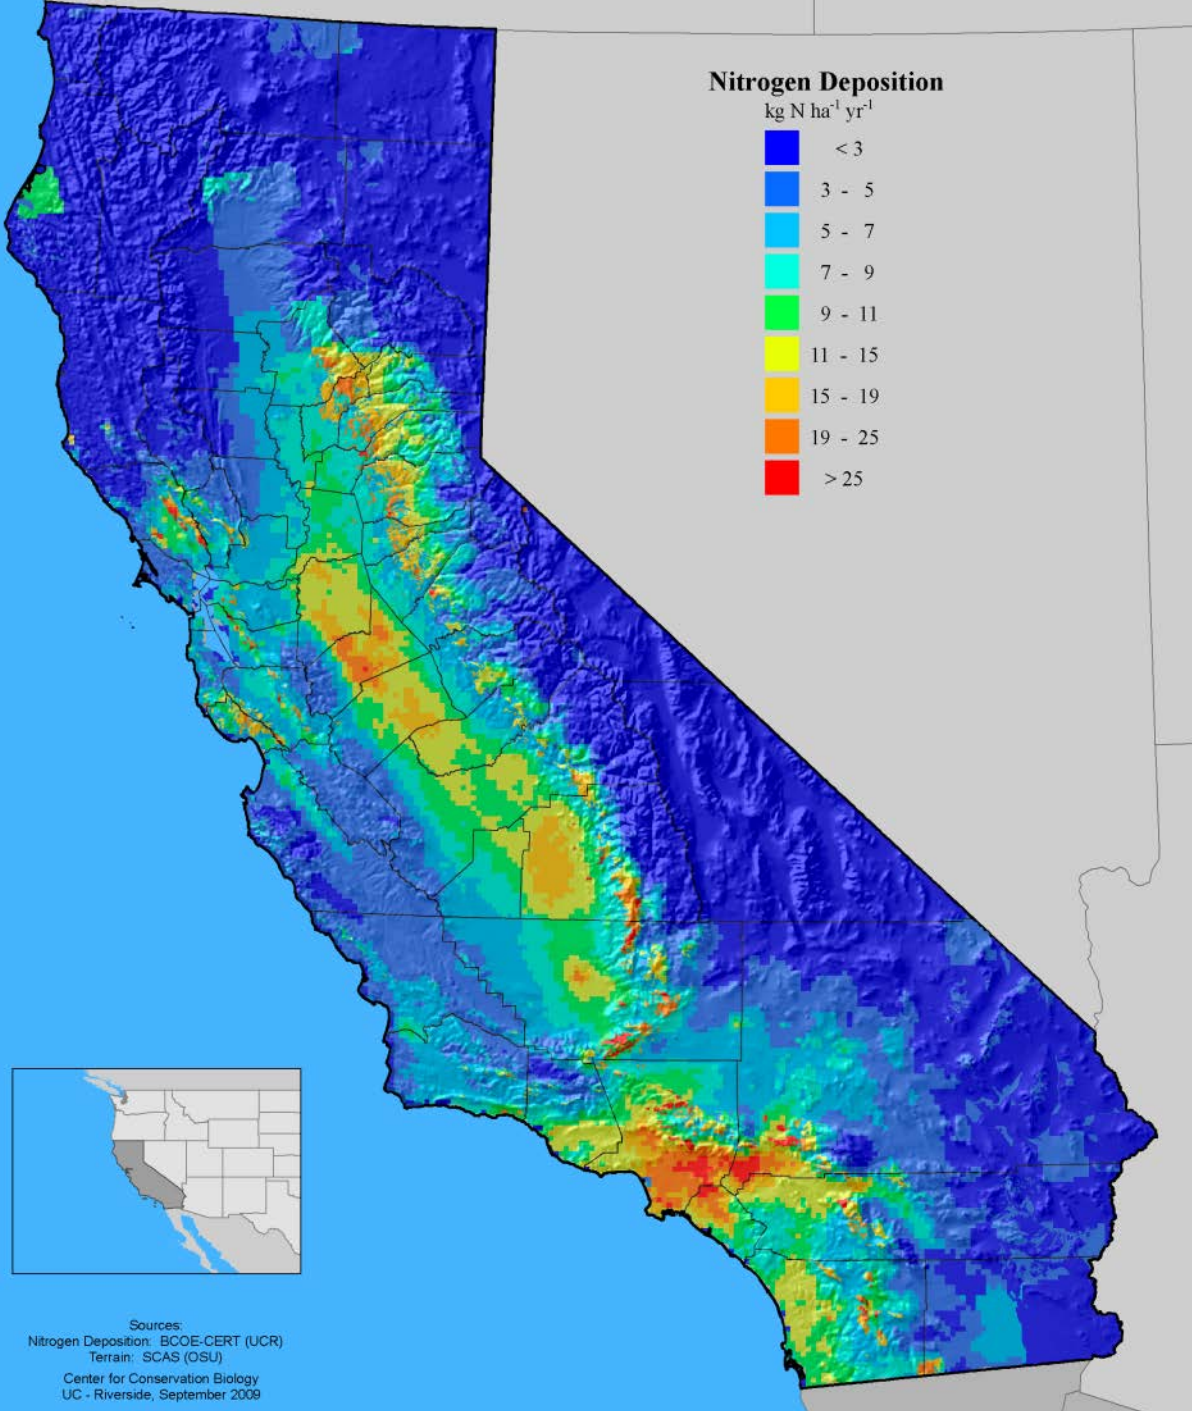 Nitrogen Deposition
kg N ha⁻¹ yr⁻¹
< 3
3 - 5
5 - 7
7 - 9
9 - 11
11 - 15
15 - 19
19 - 25
> 25
Sources:
Nitrogen Deposition: BCOE-CERT (UCR)
Terrain: SCAS (OSU)
Center for Conservation Biology
UC - Riverside, September 2009